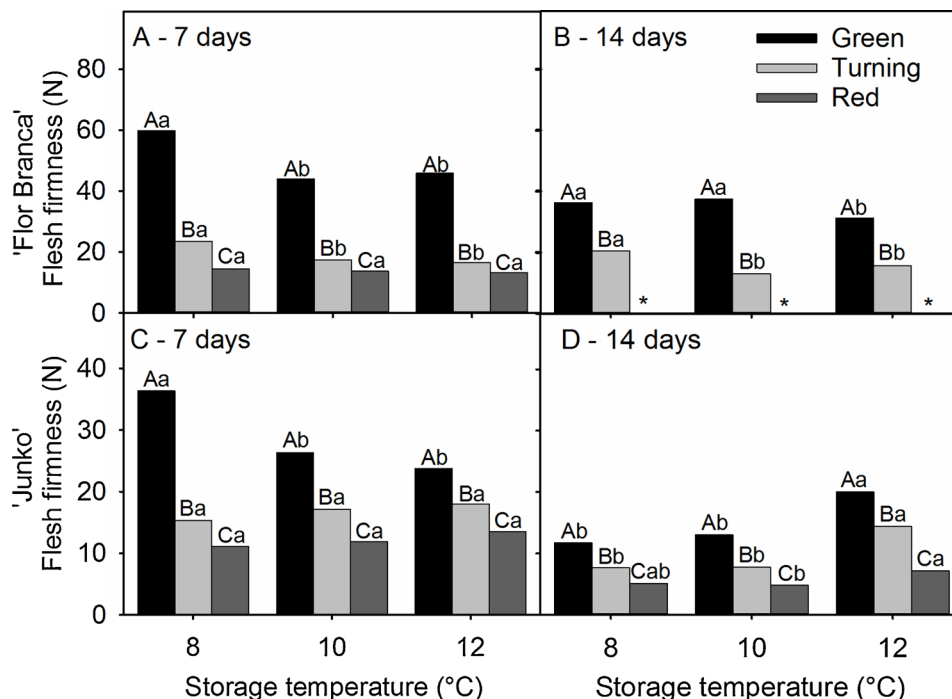 A - 7 days
B - 14 days
Green
Turning
Red
'Flor Branca'
Flesh firmness (N)
80
60
40
20
0
Aa
Ba
Ca
Ab
Bb
Ca
Ab
Bb
Ca
Aa
Ba
*
Aa
Bb
*
Ab
Bb
*
C - 7 days
D - 14 days
'Junko'
Flesh firmness (N)
40
30
20
10
0
Aa
Ba
Ca
Ab
Ba
Ca
Ab
Ba
Ca
Ab
Bb
Cab
Ab
Bb
Cb
Aa
Ba
Ca
8
10
12
8
10
12
Storage temperature (°C)
Storage temperature (°C)